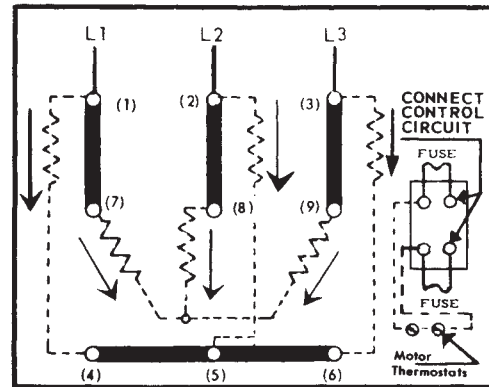 L1 L2 L3
(1) (2) (3)
CONNECT
CONTROL
CIRCUIT
FUSE
(7) (8) (9)
FUSE
(4) (5) (6)
Motor
Thermostats